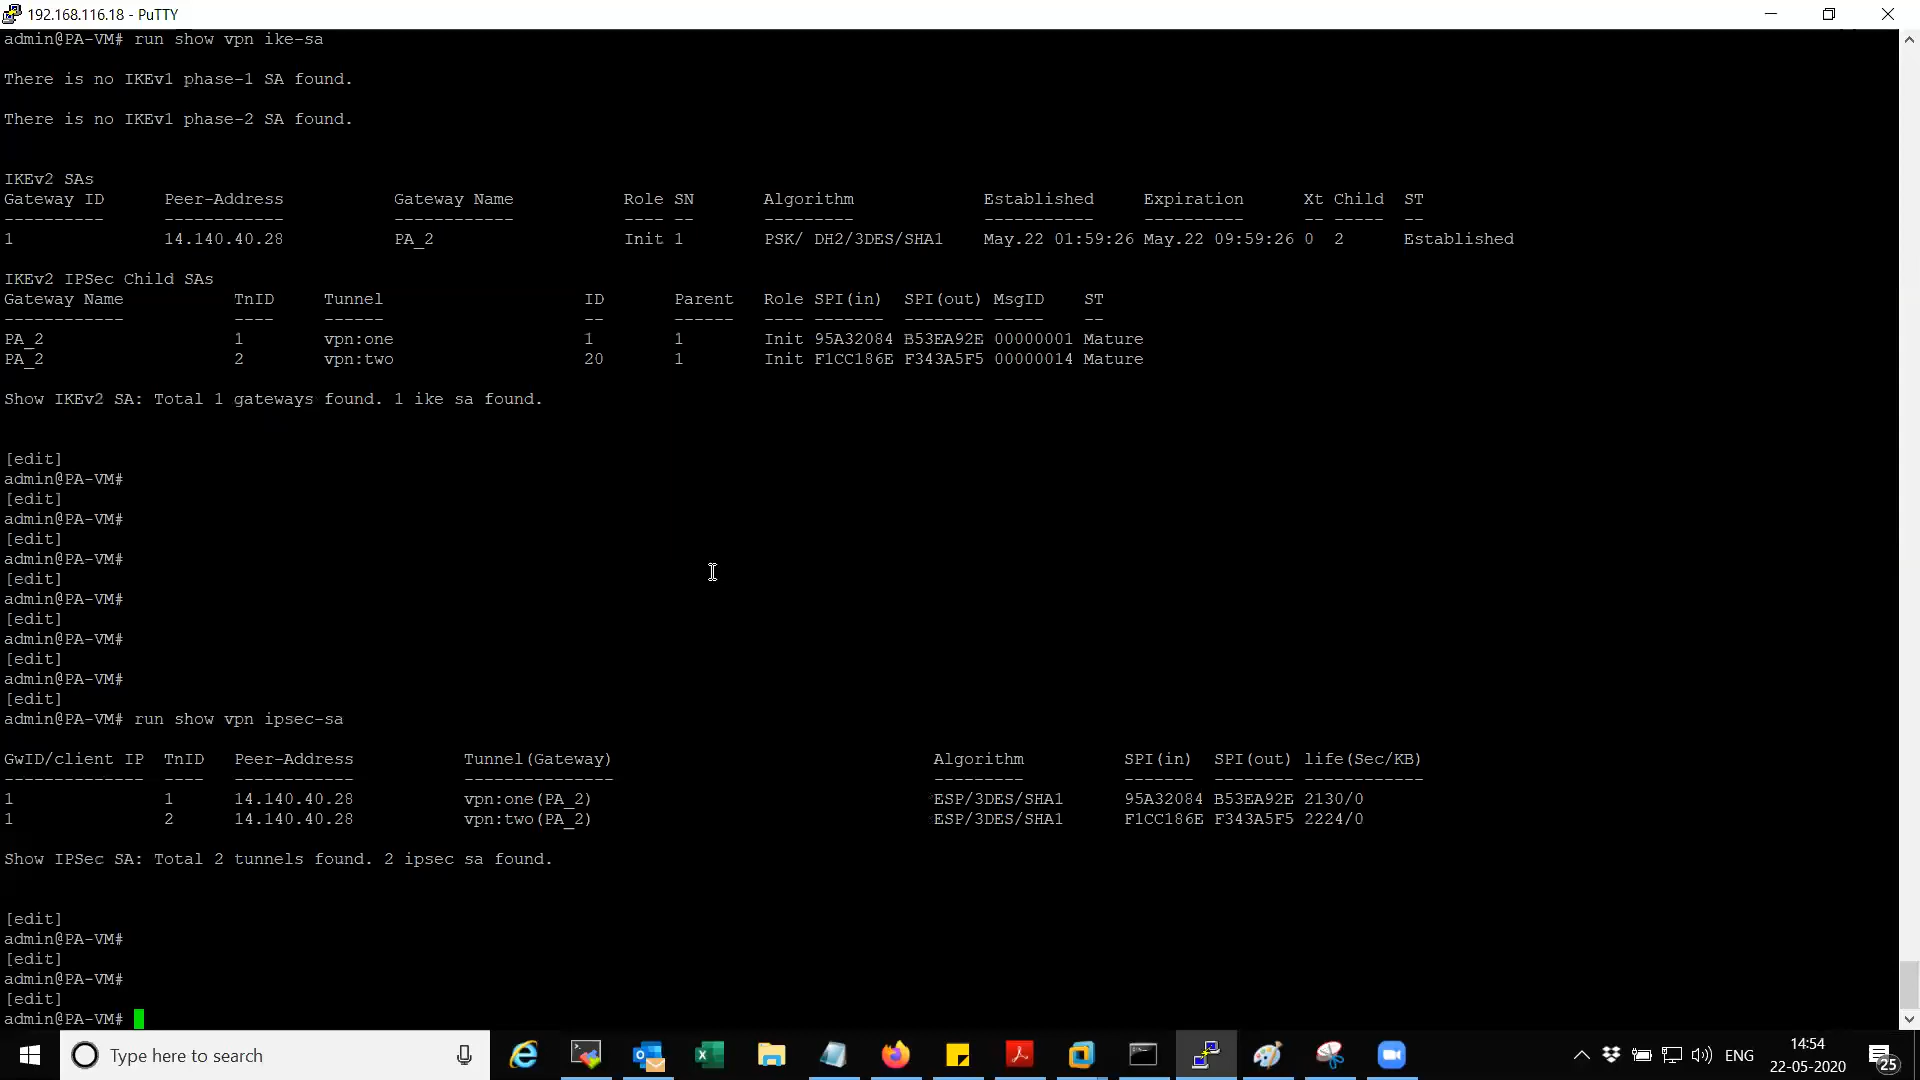 192.168.116.18 - PuTTY
admin@PA-VM# run show vpn ike-sa
There is no IKEv1 phase-1 SA found.
There is no IKEv1 phase-2 SA found.
IKEv2 SAs
Gateway ID Peer-Address Gateway Name Role SN Algorithm Established Expiration Xt Child ST
---------- ------------ ------------ ---- -- --------- ----------- ---------- -- ----- --
1 14.140.40.28 PA_2 Init 1 PSK/ DH2/3DES/SHA1 May.22 01:59:26 May.22 09:59:26 0 2 Established
IKEv2 IPSec Child SAs
Gateway Name TnID Tunnel ID Parent Role SPI(in) SPI(out) MsgID ST
------------ ---- ------ -- ------ ---- ------- -------- ----- --
PA_2 1 vpn:one 1 1 Init 95A32084 B53EA92E 00000001 Mature
PA_2 2 vpn:two 20 1 Init F1CC186E F343A5F5 00000014 Mature
Show IKEv2 SA: Total 1 gateways found. 1 ike sa found.
[edit]
admin@PA-VM#
[edit]
admin@PA-VM#
[edit]
admin@PA-VM#
[edit]
admin@PA-VM#
[edit]
admin@PA-VM#
[edit]
admin@PA-VM#
[edit]
admin@PA-VM# run show vpn ipsec-sa
GwID/client IP TnID Peer-Address Tunnel(Gateway) Algorithm SPI(in) SPI(out) life(Sec/KB)
-------------- ---- ------------ --------------- --------- ------- -------- ------------
1 1 14.140.40.28 vpn:one(PA_2) ESP/3DES/SHA1 95A32084 B53EA92E 2130/0
1 2 14.140.40.28 vpn:two(PA_2) ESP/3DES/SHA1 F1CC186E F343A5F5 2224/0
Show IPSec SA: Total 2 tunnels found. 2 ipsec sa found.
[edit]
admin@PA-VM#
[edit]
admin@PA-VM#
[edit]
admin@PA-VM#
Type here to search
ENG
14:54
22-05-2020
25